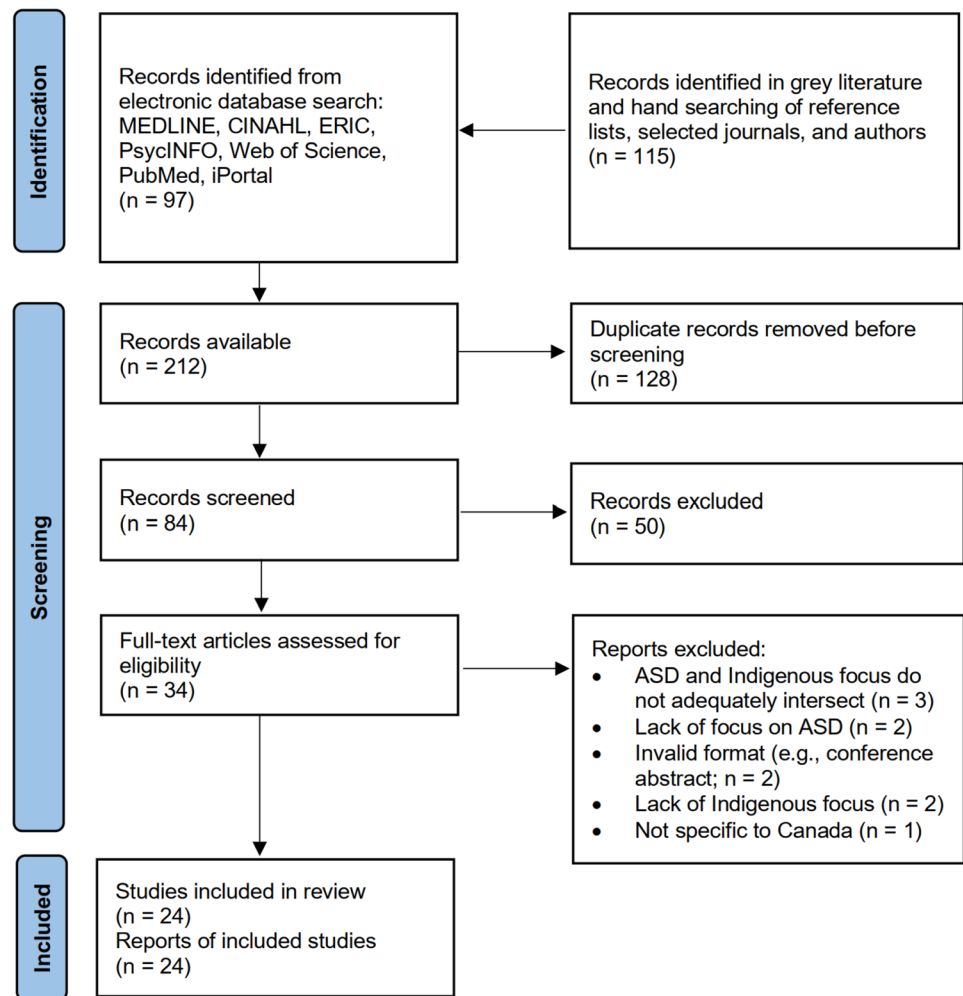 Identification
Records identified from
electronic database search:
MEDLINE, CINAHL, ERIC,
PsycINFO, Web of Science,
PubMed, iPortal
(n = 97)
Records identified in grey literature
and hand searching of reference
lists, selected journals, and authors
(n = 115)
Screening
Records available
(n = 212)
Duplicate records removed before
screening
(n = 128)
Records screened
(n = 84)
Records excluded
(n = 50)
Full-text articles assessed for
eligibility
(n = 34)
Reports excluded:
• ASD and Indigenous focus do
not adequately intersect (n = 3)
• Lack of focus on ASD (n = 2)
• Invalid format (e.g., conference
abstract; n = 2)
• Lack of Indigenous focus (n = 2)
• Not specific to Canada (n = 1)
Included
Studies included in review
(n = 24)
Reports of included studies
(n = 24)